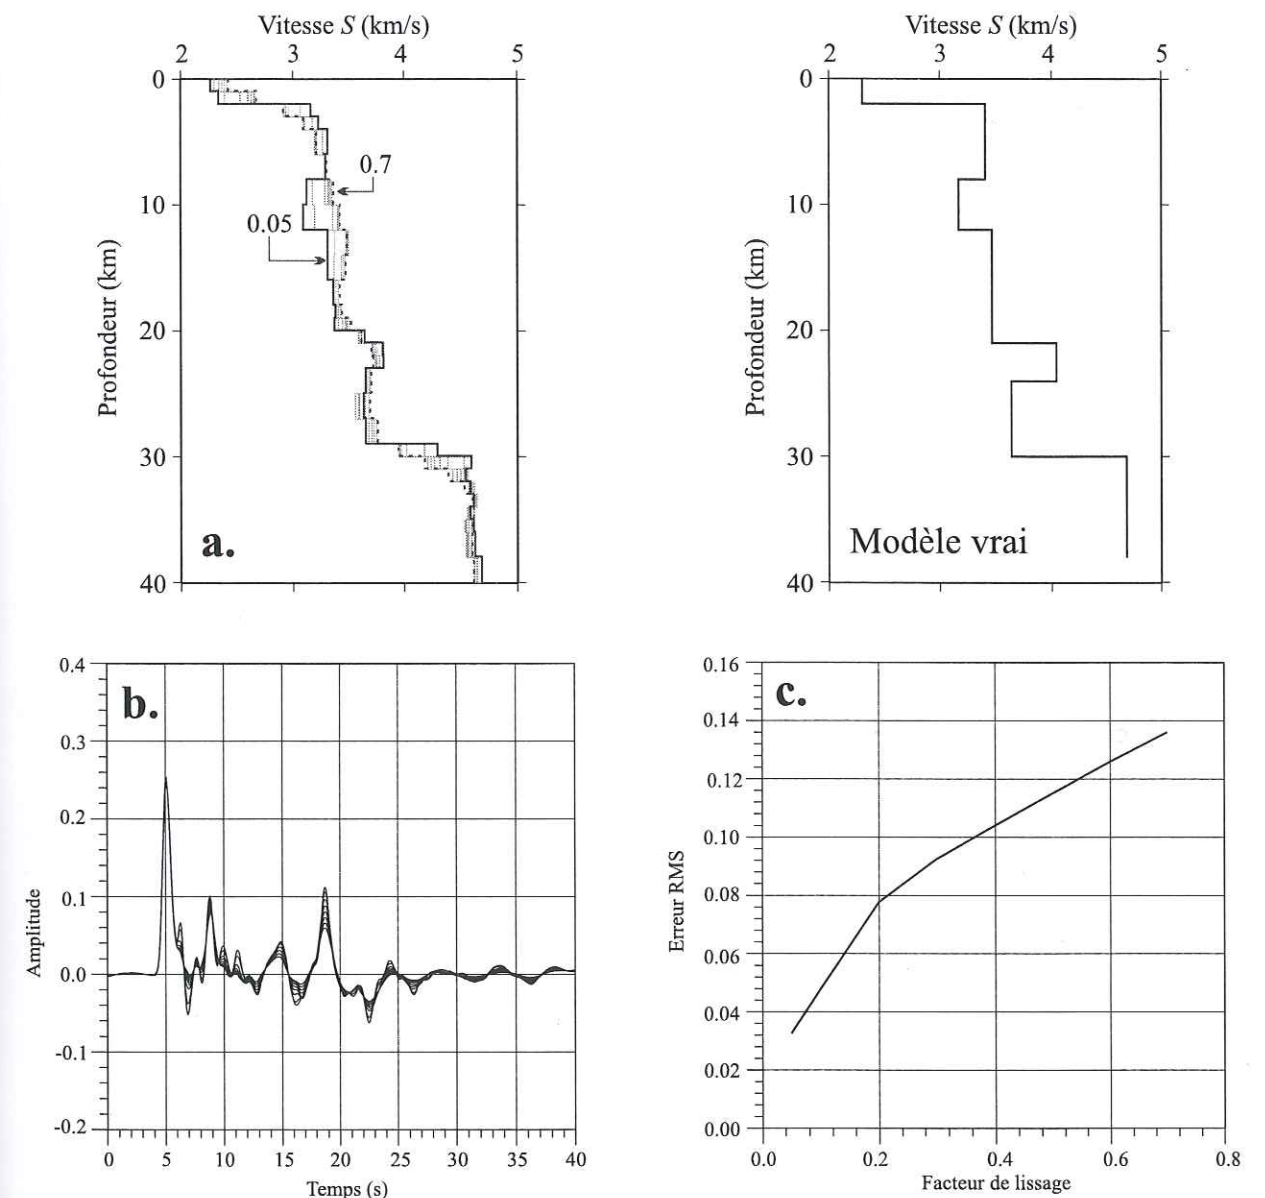 Vitesse S (km/s)
2 3 4 5
0
10
20
30
40
Profondeur (km)
0.7
0.05
a.
Vitesse S (km/s)
2 3 4 5
0
10
20
30
40
Profondeur (km)
Modèle vrai
0.4
0.3
0.2
0.1
0.0
-0.1
-0.2
Amplitude
b.
0 5 10 15 20 25 30 35 40
Temps (s)
0.16
0.14
0.12
0.10
0.08
0.06
0.04
0.02
0.00
Erreur RMS
c.
0.0 0.2 0.4 0.6 0.8
Facteur de lissage